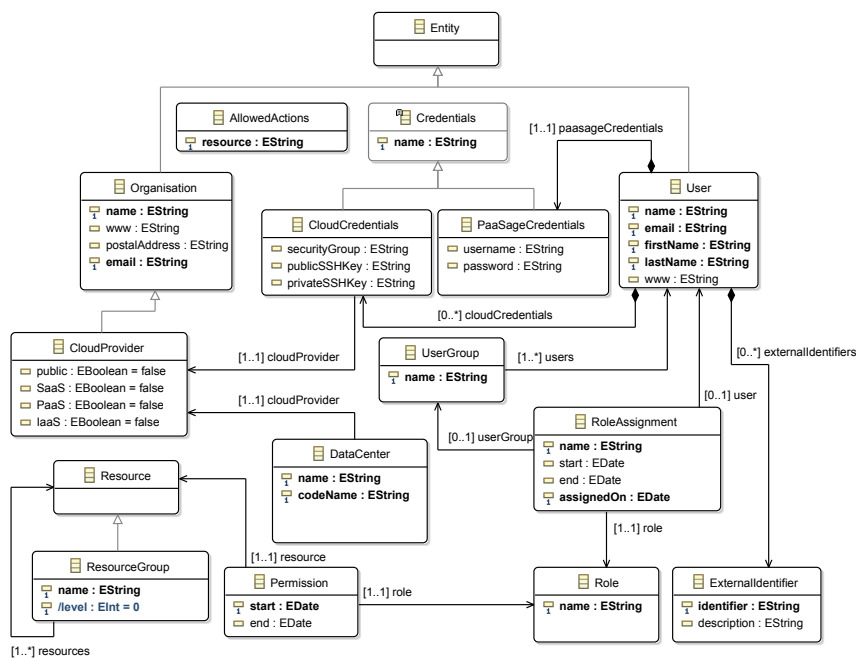 Entity
AllowedActions
resource : EString
Credentials
name : EString
[1..1] paasageCredentials
Organisation
name : EString
www : EString
postalAddress : EString
email : EString
CloudCredentials
securityGroup : EString
publicSSHKey : EString
privateSSHKey : EString
PaaSageCredentials
username : EString
password : EString
User
name : EString
email : EString
firstName : EString
lastName : EString
www : EString
[0..*] cloudCredentials
CloudProvider
public : EBoolean = false
SaaS : EBoolean = false
PaaS : EBoolean = false
IaaS : EBoolean = false
[1..1] cloudProvider
UserGroup
name : EString
[1..*] users
[0..*] externalIdentifiers
[1..1] cloudProvider
[0..1] user
[0..1] userGroup
RoleAssignment
name : EString
start : EDate
end : EDate
assignedOn : EDate
DataCenter
name : EString
codeName : EString
Resource
[1..1] role
[1..1] resource
ResourceGroup
name : EString
/level : EInt = 0
Permission
start : EDate
end : EDate
[1..1] role
Role
name : EString
ExternalIdentifier
identifier : EString
description : EString
[1..*] resources